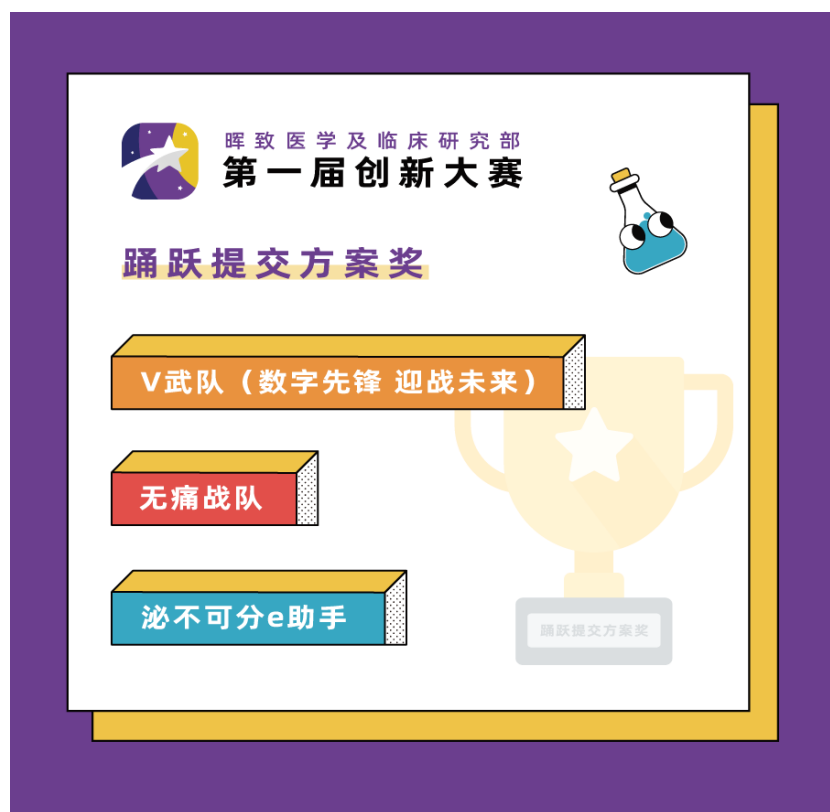 晖致医学及临床研究部
第一届创新大赛
踊跃提交方案奖
V武队（数字先锋 迎战未来）
无痛战队
泌不可分e助手
踊跃提交方案奖